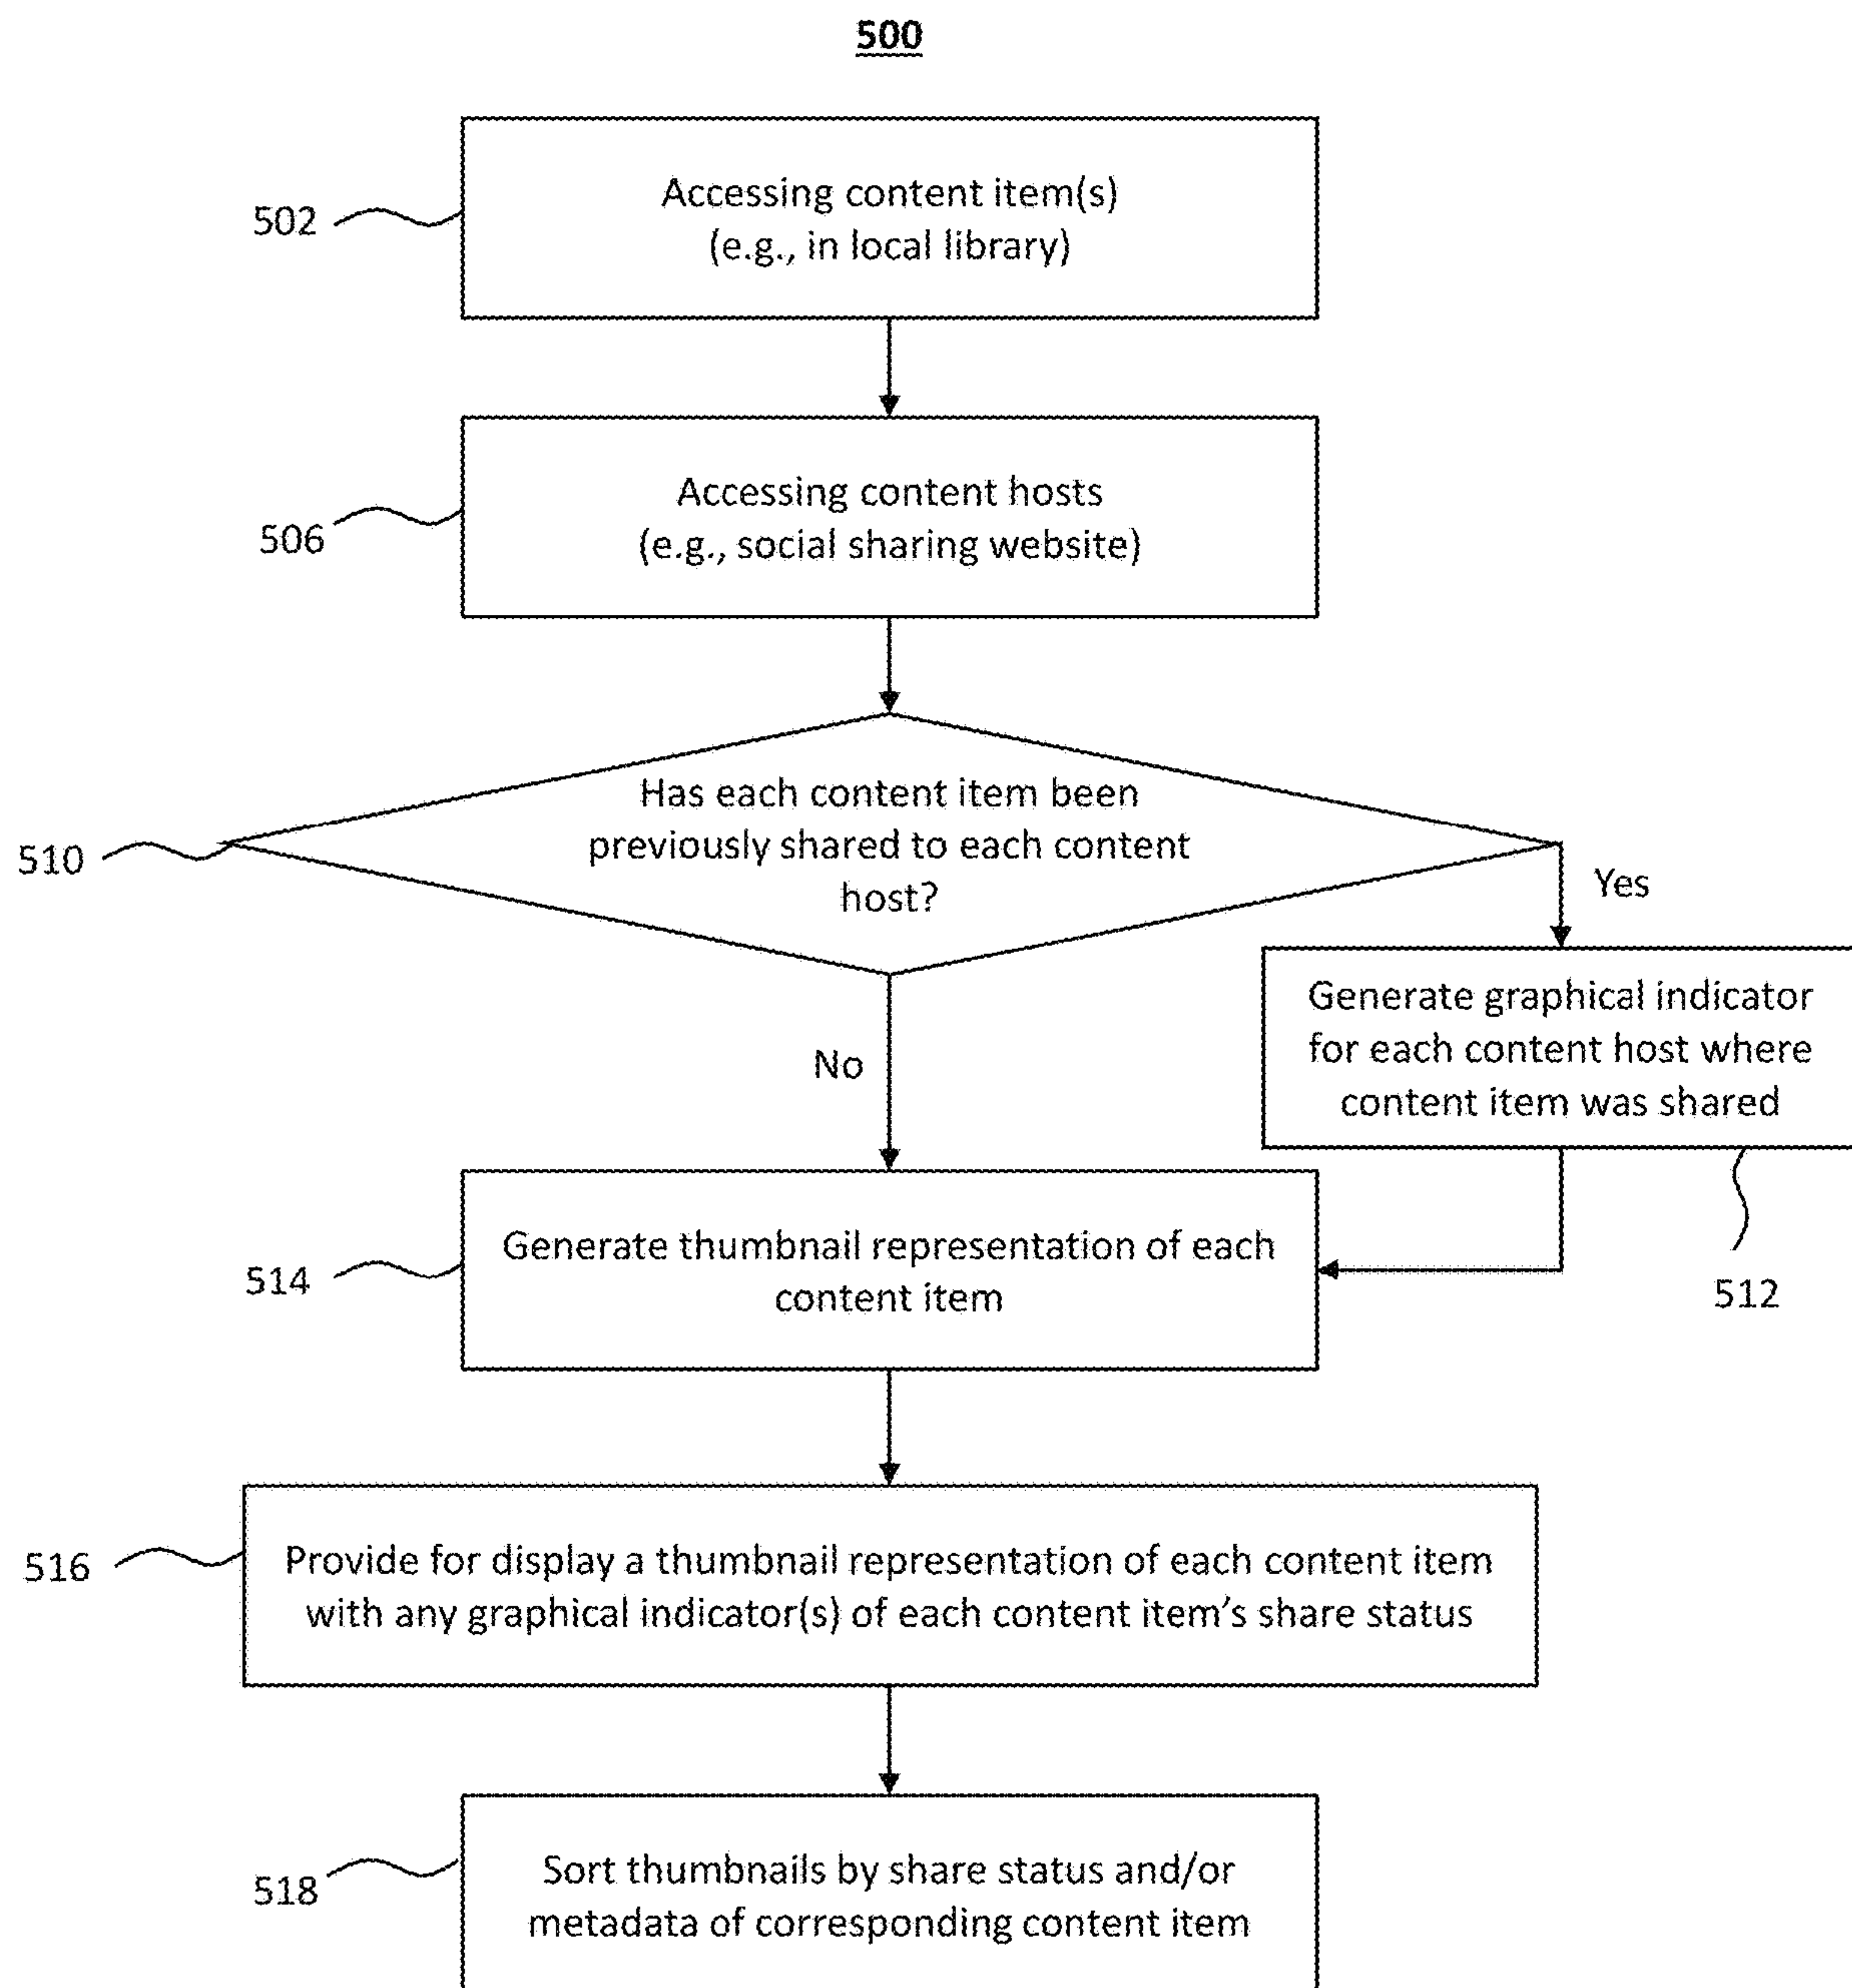 500
Accessing content item(s)
(e.g., in local library)
502
Accessing content hosts
(e.g., social sharing website)
506
Has each content item been
previously shared to each content
host?
510
Yes
Generate graphical indicator
for each content host where
content item was shared
512
No
Generate thumbnail representation of each
content item
514
Provide for display a thumbnail representation of each content item
with any graphical indicator(s) of each content item’s share status
516
Sort thumbnails by share status and/or
metadata of corresponding content item
518